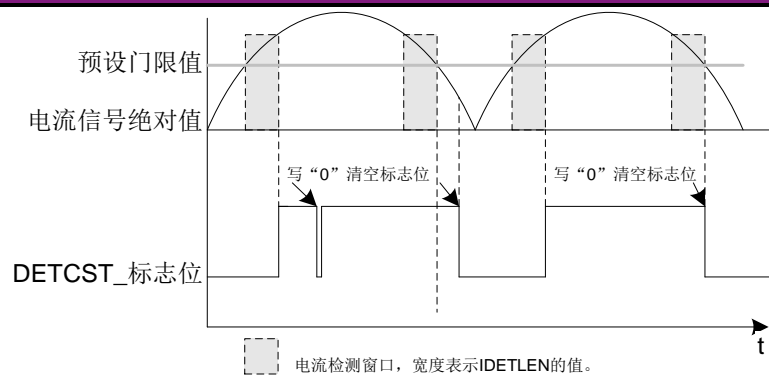 预设门限值
电流信号绝对值
写“0”清空标志位
写“0”清空标志位
DETCST_标志位
t
电流检测窗口，宽度表示IDETLEN的值。